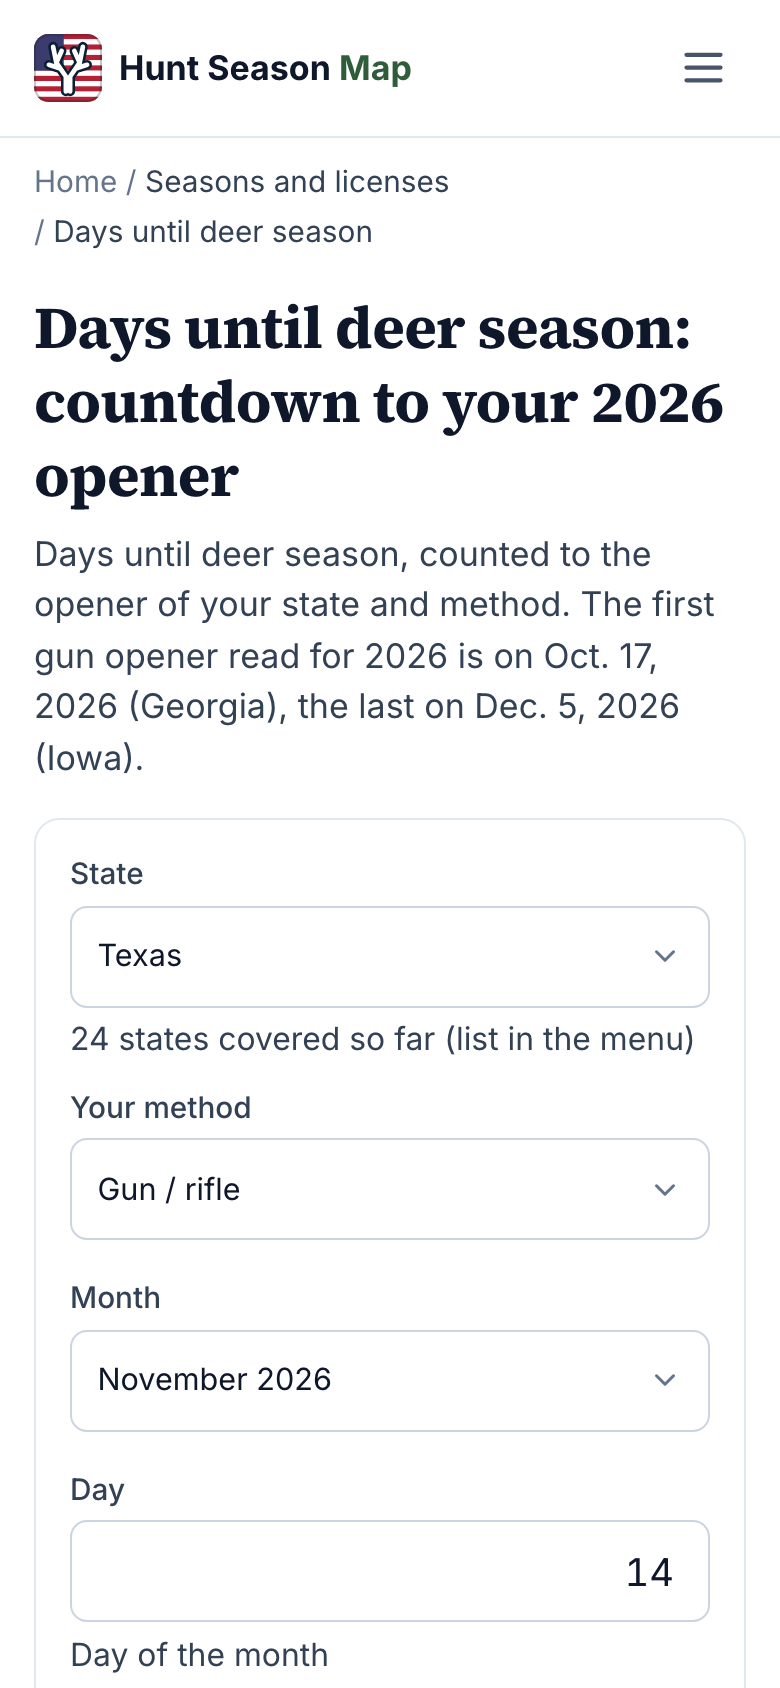 Hunt Season Map
Home / Seasons and licenses
/ Days until deer season
Days until deer season:
countdown to your 2026
opener
Days until deer season, counted to the
opener of your state and method. The first
gun opener read for 2026 is on Oct. 17,
2026 (Georgia), the last on Dec. 5, 2026
(Iowa).
State
Texas
24 states covered so far (list in the menu)
Your method
Gun / rifle
Month
November 2026
Day
14
Day of the month